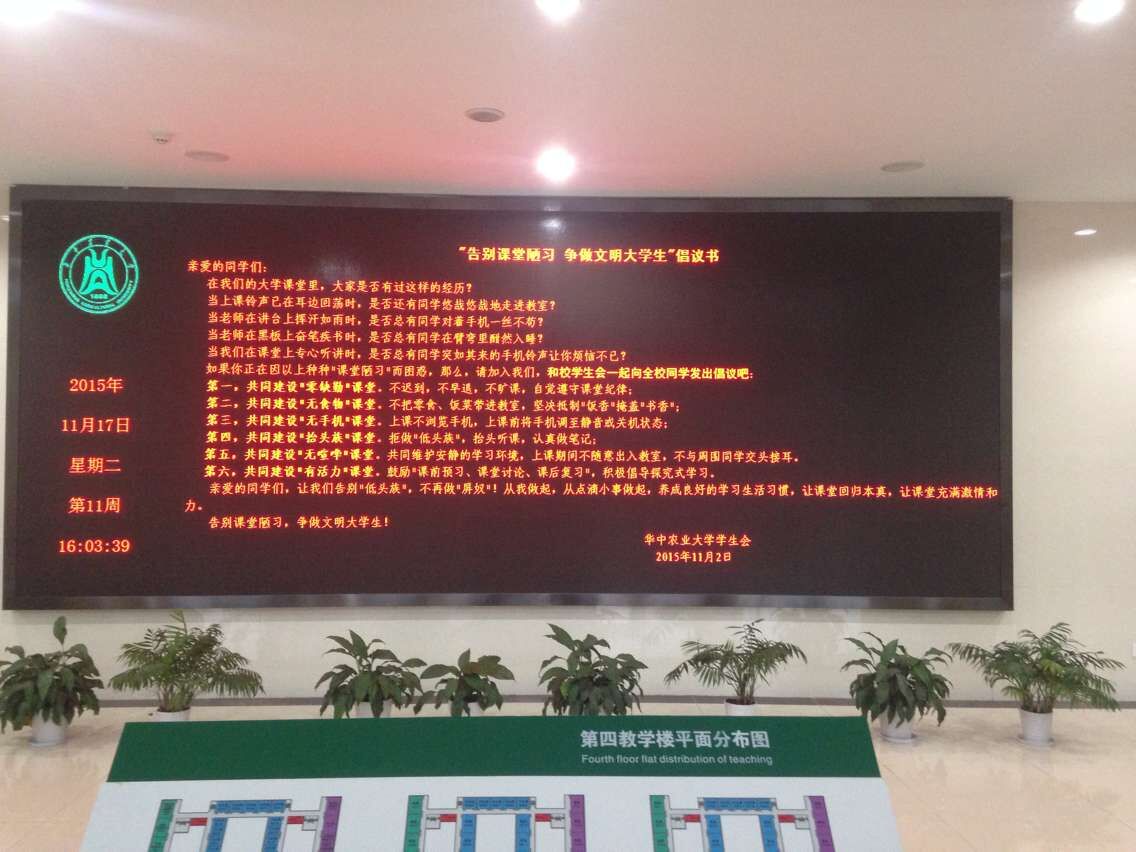 "告别课堂陋习 争做文明大学生"倡议书
亲爱的同学们：
在我们的大学课堂里，大家是否有过这样的经历？
当上课铃声已在耳边回荡时，是否还有同学悠哉悠哉地走进教室？
当老师在讲台上挥汗如雨时，是否总有同学对着手机一丝不苟？
当老师在黑板上奋笔疾书时，是否总有同学在臂弯里酣然入睡？
当我们在课堂上专心听讲时，是否总有同学突如其来的手机铃声让你烦恼不已？
如果你正在因以上种种"课堂陋习"而困惑，那么，请加入我们，和校学生会一起向全校同学发出倡议吧：
第一，共同建设"零缺勤"课堂。不迟到，不早退，不旷课，自觉遵守课堂纪律；
第二，共同建设"无食物"课堂。不把零食、饭菜带进教室，坚决抵制"饭香"掩盖"书香"；
第三，共同建设"无手机"课堂。上课不浏览手机，上课前将手机调至静音或关机状态；
第四，共同建设"抬头族"课堂。拒做"低头族"，抬头听课，认真做笔记；
第五，共同建设"无喧哗"课堂。共同维护安静的学习环境，上课期间不随意出入教室，不与周围同学交头接耳。
第六，共同建设"有活力"课堂。鼓励"课前预习、课堂讨论、课后复习"，积极倡导探究式学习。
亲爱的同学们，让我们告别"低头族"，不再做"屏奴"！从我做起，从点滴小事做起，养成良好的学习生活习惯，让课堂回归本真，让课堂充满激情和
力。
告别课堂陋习，争做文明大学生！
华中农业大学学生会
2015年11月2日
1898
2015年
11月17日
星期二
第11周
16:03:39
第四教学楼平面分布图
Fourth floor flat distribution of teaching